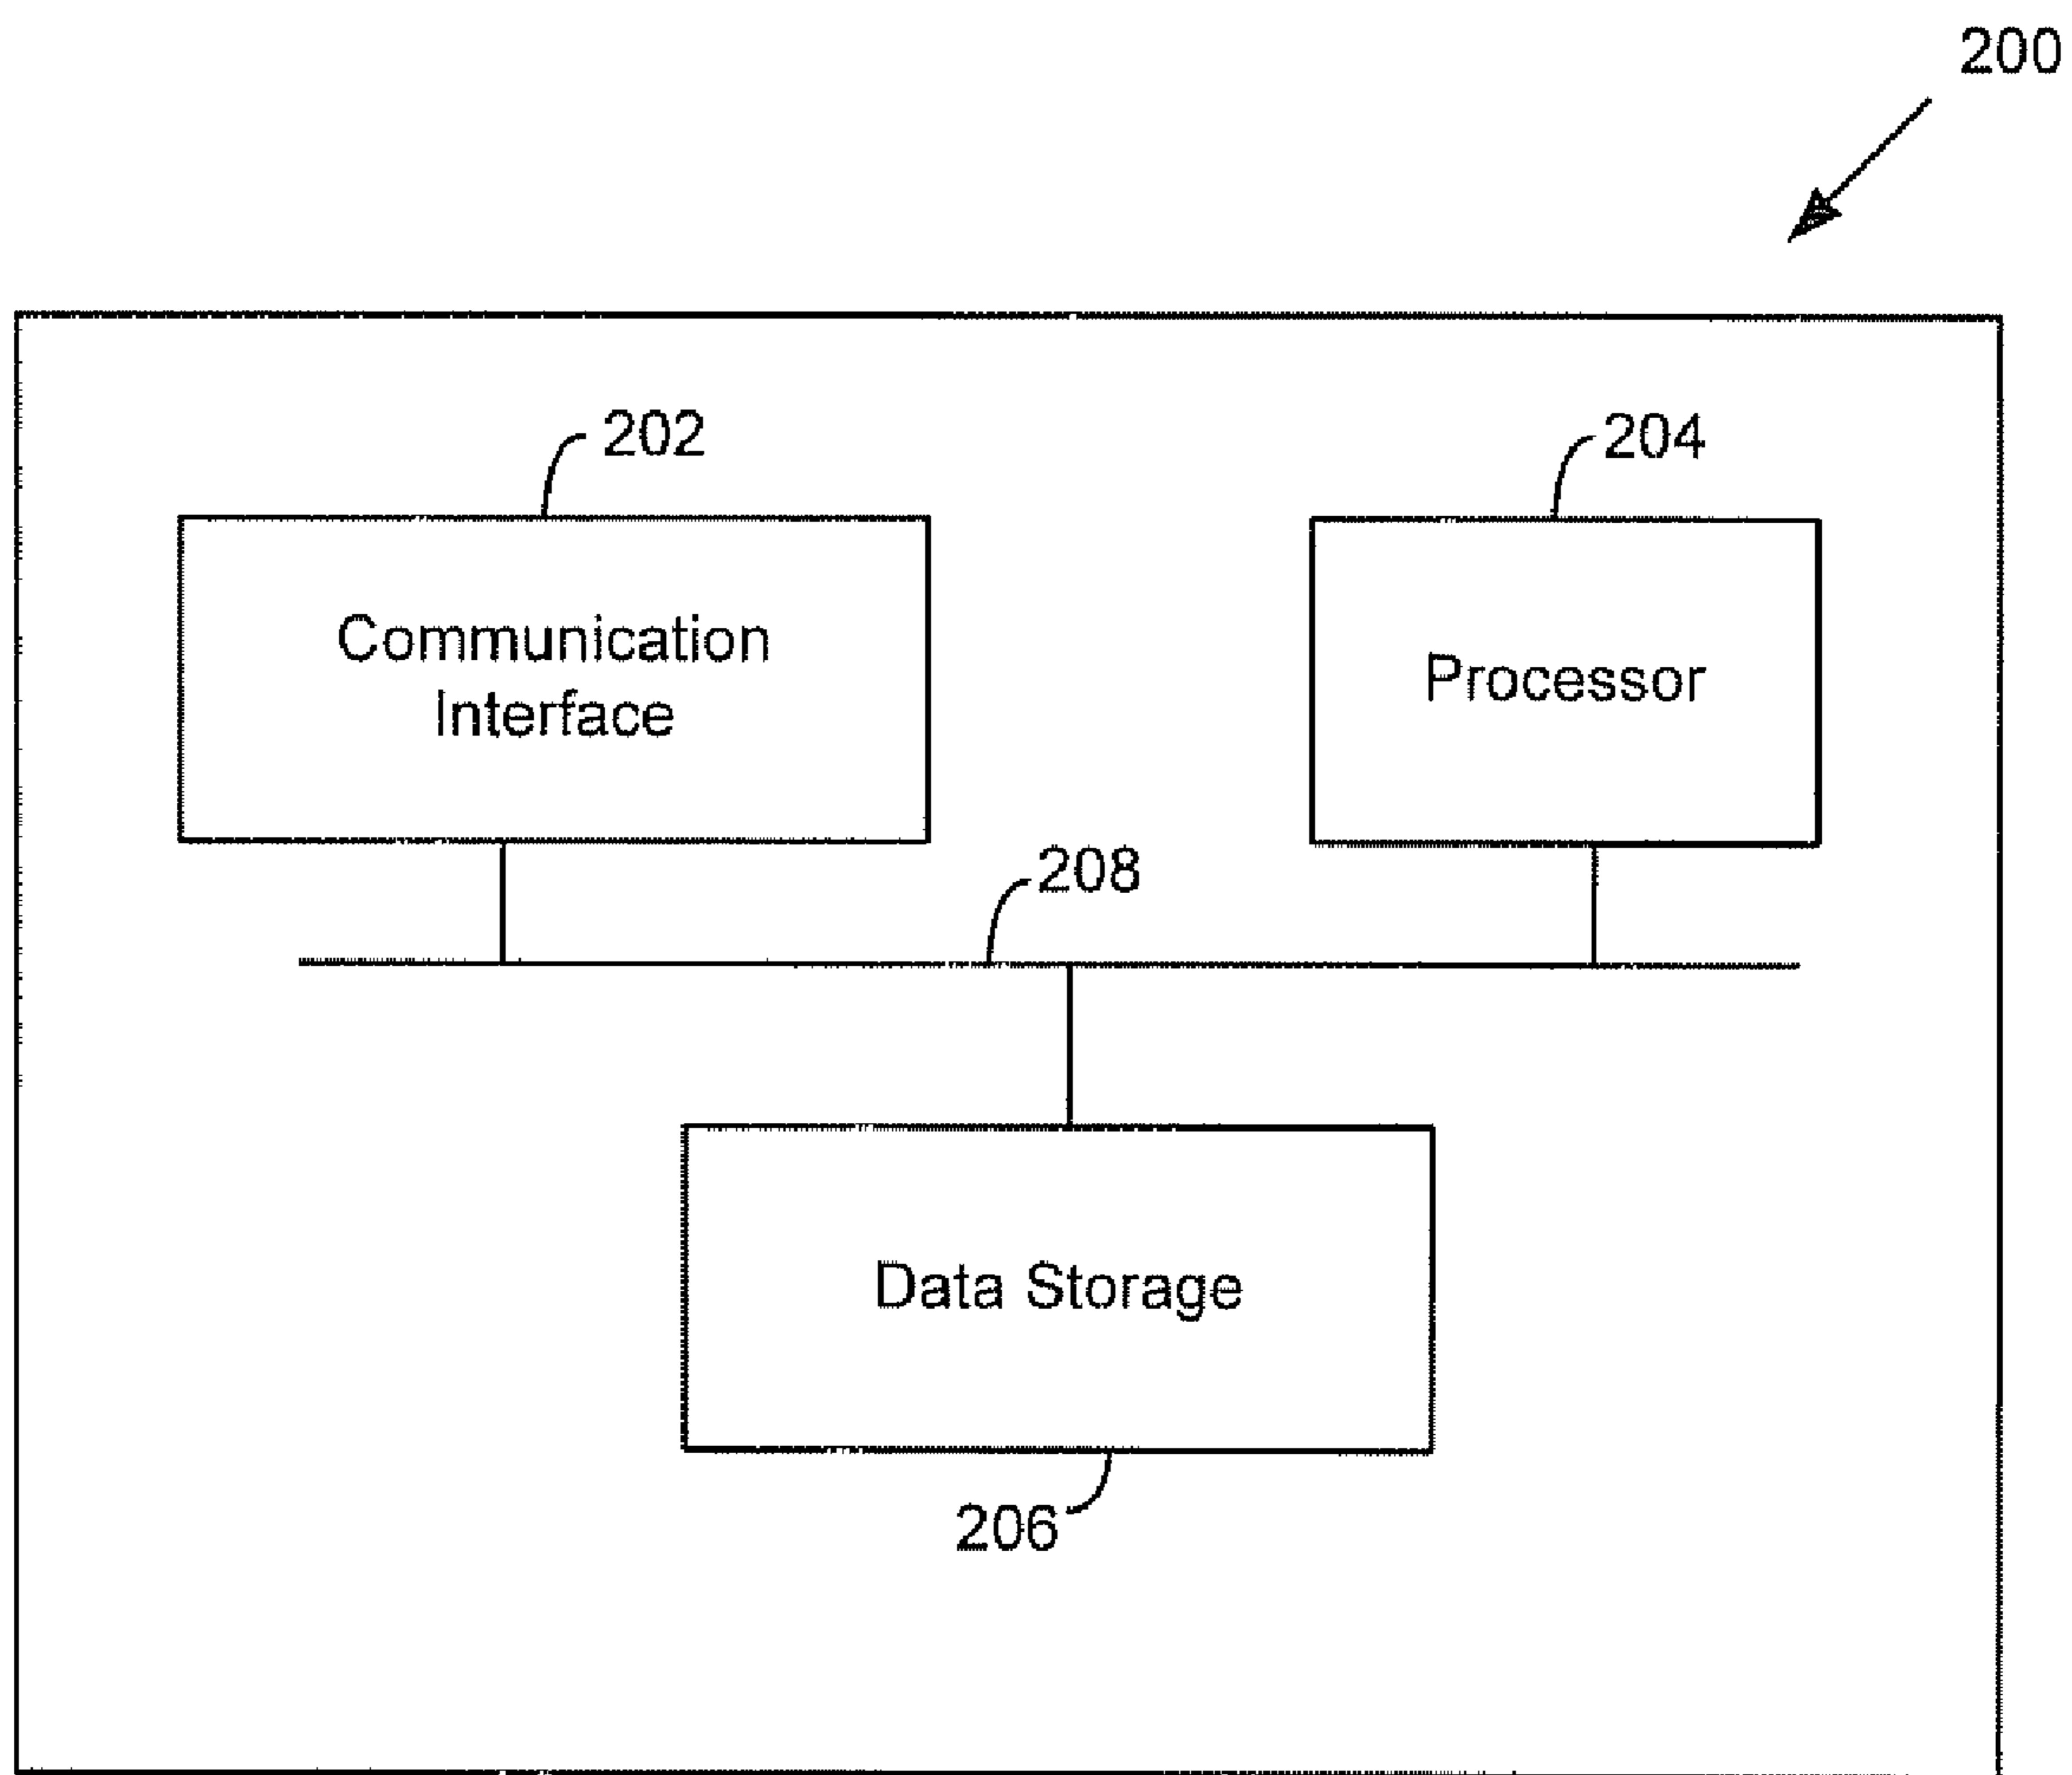 200
202
204
Communication
Interface
Processor
208
Data Storage
206